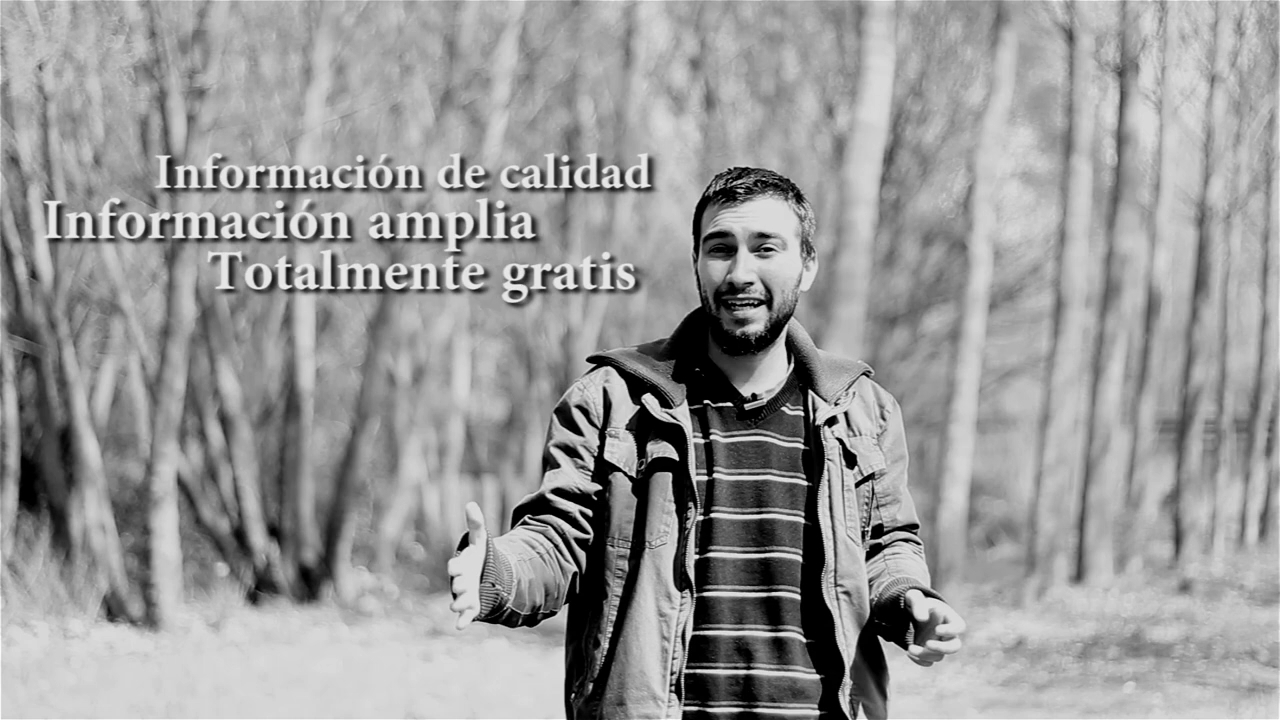 Información de calidad
Información amplia
Totalmente gratis